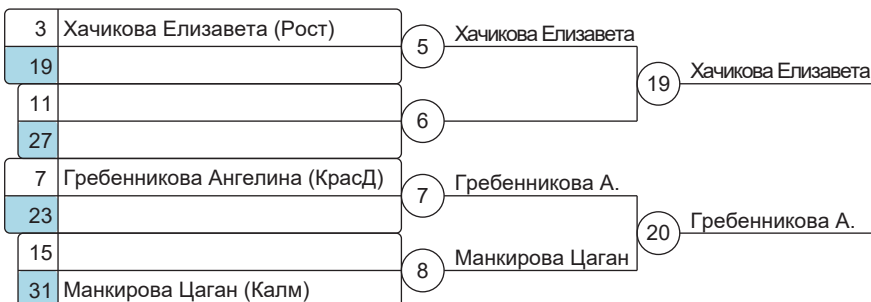 3 Хачикова Елизавета (Рост)
19
11
27
7 Гребенникова Ангелина (КрасД)
23
15
31 Манкирова Цаган (Калм)
5 Хачикова Елизавета
6
7 Гребенникова А.
8 Манкирова Цаган
19 Хачикова Елизавета
20 Гребенникова А.